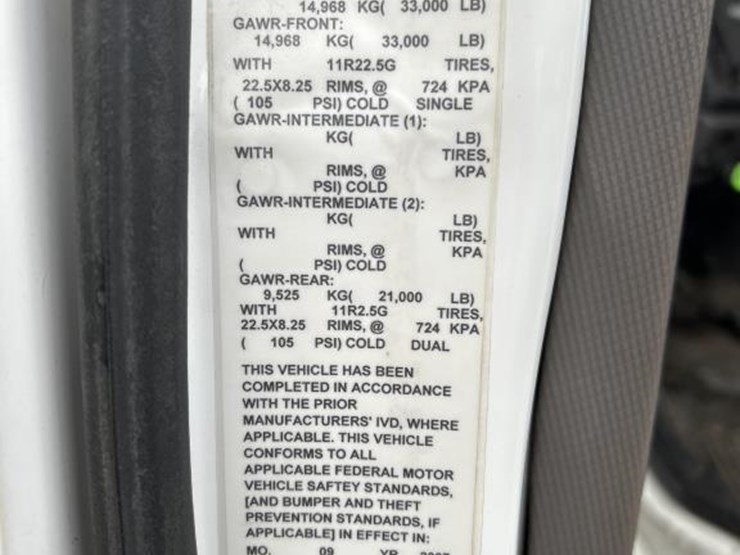 14,968 KG( 33,000 LB)
GAWR-FRONT:
14,968 KG( 33,000 LB)
WITH 11R22.5G TIRES,
22.5X8.25 RIMS, @ 724 KPA
( 105 PSI) COLD SINGLE
GAWR-INTERMEDIATE (1):
KG( LB)
WITH TIRES,
RIMS, @ KPA
( PSI) COLD
GAWR-INTERMEDIATE (2):
KG( LB)
WITH TIRES,
RIMS, @ KPA
( PSI) COLD
GAWR-REAR:
9,525 KG( 21,000 LB)
WITH 11R2.5G TIRES,
22.5X8.25 RIMS, @ 724 KPA
( 105 PSI) COLD DUAL
THIS VEHICLE HAS BEEN
COMPLETED IN ACCORDANCE
WITH THE PRIOR
MANUFACTURERS' IVD, WHERE
APPLICABLE. THIS VEHICLE
CONFORMS TO ALL
APPLICABLE FEDERAL MOTOR
VEHICLE SAFTEY STANDARDS,
[AND BUMPER AND THEFT
PREVENTION STANDARDS, IF
APPLICABLE] IN EFFECT IN:
MO. 09 YR